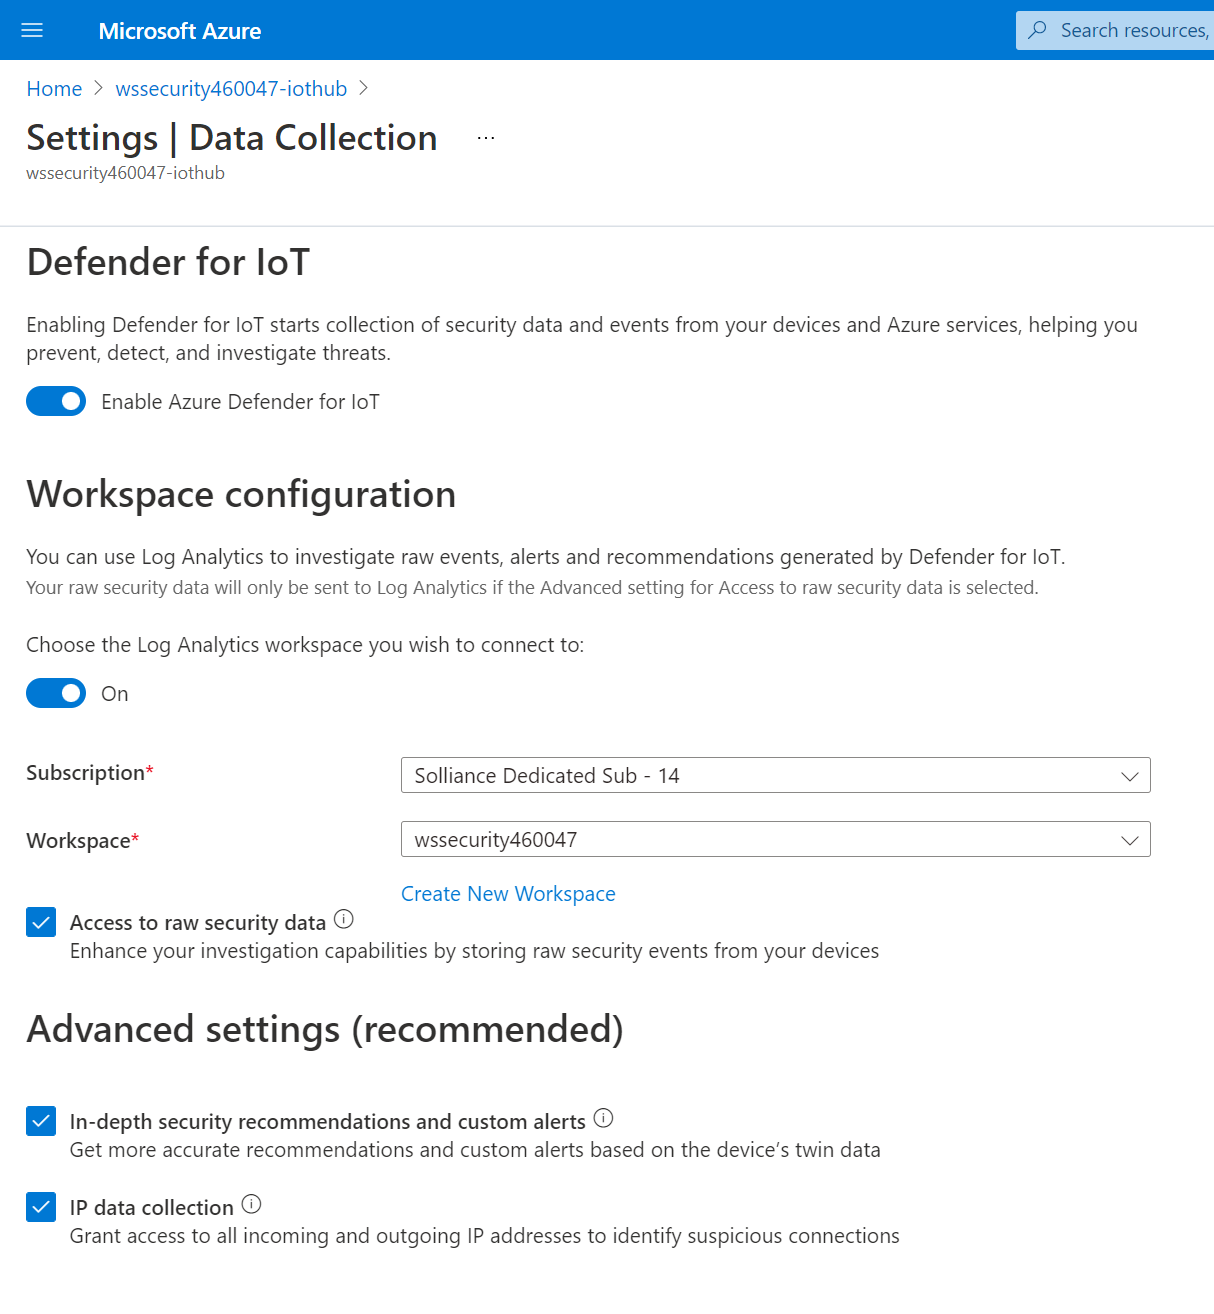 Microsoft Azure
Search resources,
Home > wssecurity460047-iothub >
Settings | Data Collection ...
wssecurity460047-iothub
Defender for IoT
Enabling Defender for IoT starts collection of security data and events from your devices and Azure services, helping you
prevent, detect, and investigate threats.
Enable Azure Defender for IoT
Workspace configuration
You can use Log Analytics to investigate raw events, alerts and recommendations generated by Defender for IoT.
Your raw security data will only be sent to Log Analytics if the Advanced setting for Access to raw security data is selected.
Choose the Log Analytics workspace you wish to connect to:
On
Subscription*
Solliance Dedicated Sub - 14
Workspace*
wssecurity460047
Create New Workspace
Access to raw security data
Enhance your investigation capabilities by storing raw security events from your devices
Advanced settings (recommended)
In-depth security recommendations and custom alerts
Get more accurate recommendations and custom alerts based on the device’s twin data
IP data collection
Grant access to all incoming and outgoing IP addresses to identify suspicious connections